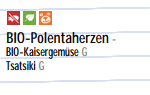 BIO-Polentaherzen -
BIO-Kaisergemüse G
Tsatsiki G